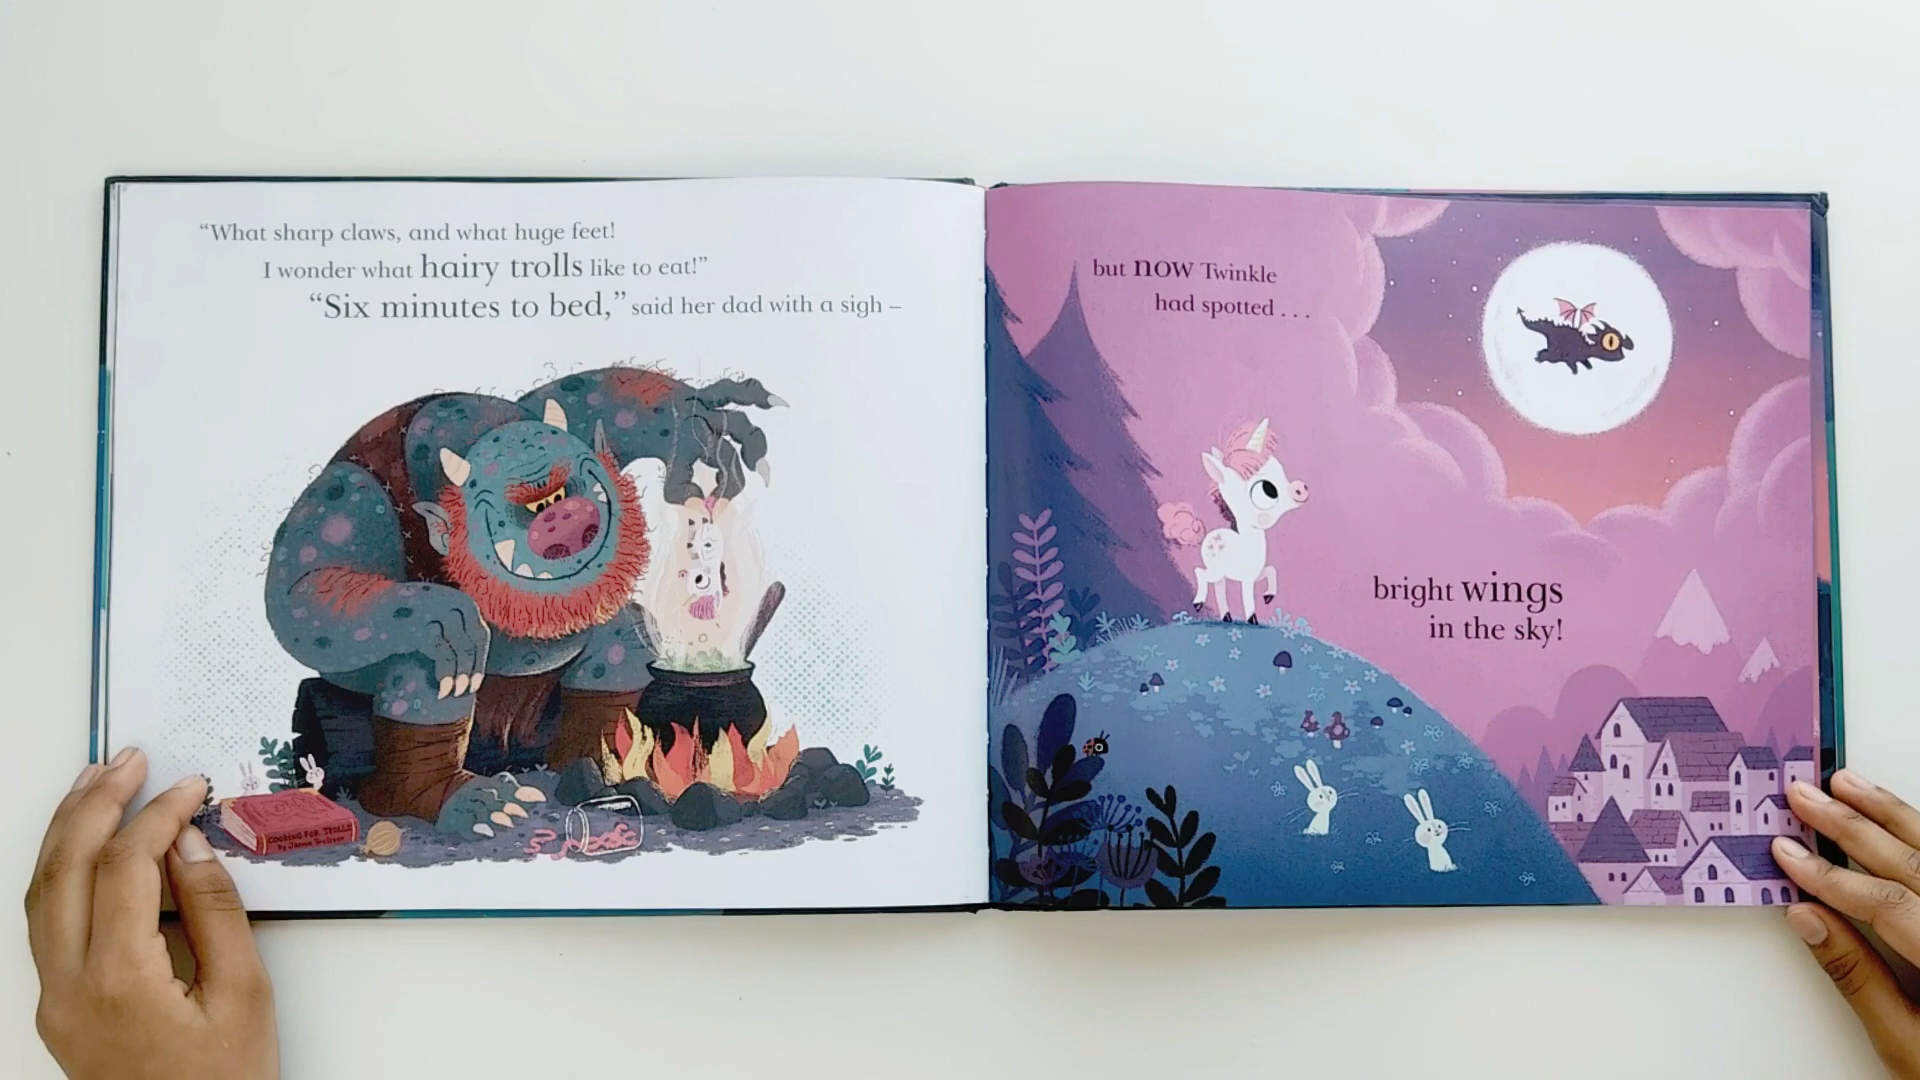 “What sharp claws, and what huge feet!
I wonder what hairy trolls like to eat!”
“Six minutes to bed,” said her dad with a sigh –
but now Twinkle
had spotted . . .
bright wings
in the sky!
COOKING FOR TROLLS